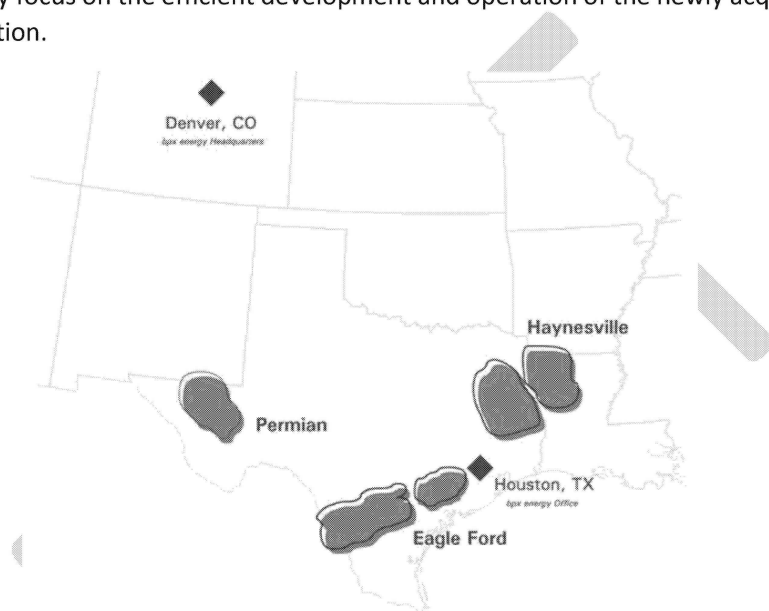 y focus on the efficient development and operation of the newly acq
tion.
Denver, CO
bpx energy Headquarters
Haynesville
Permian
Houston, TX
bpx energy Office
Eagle Ford